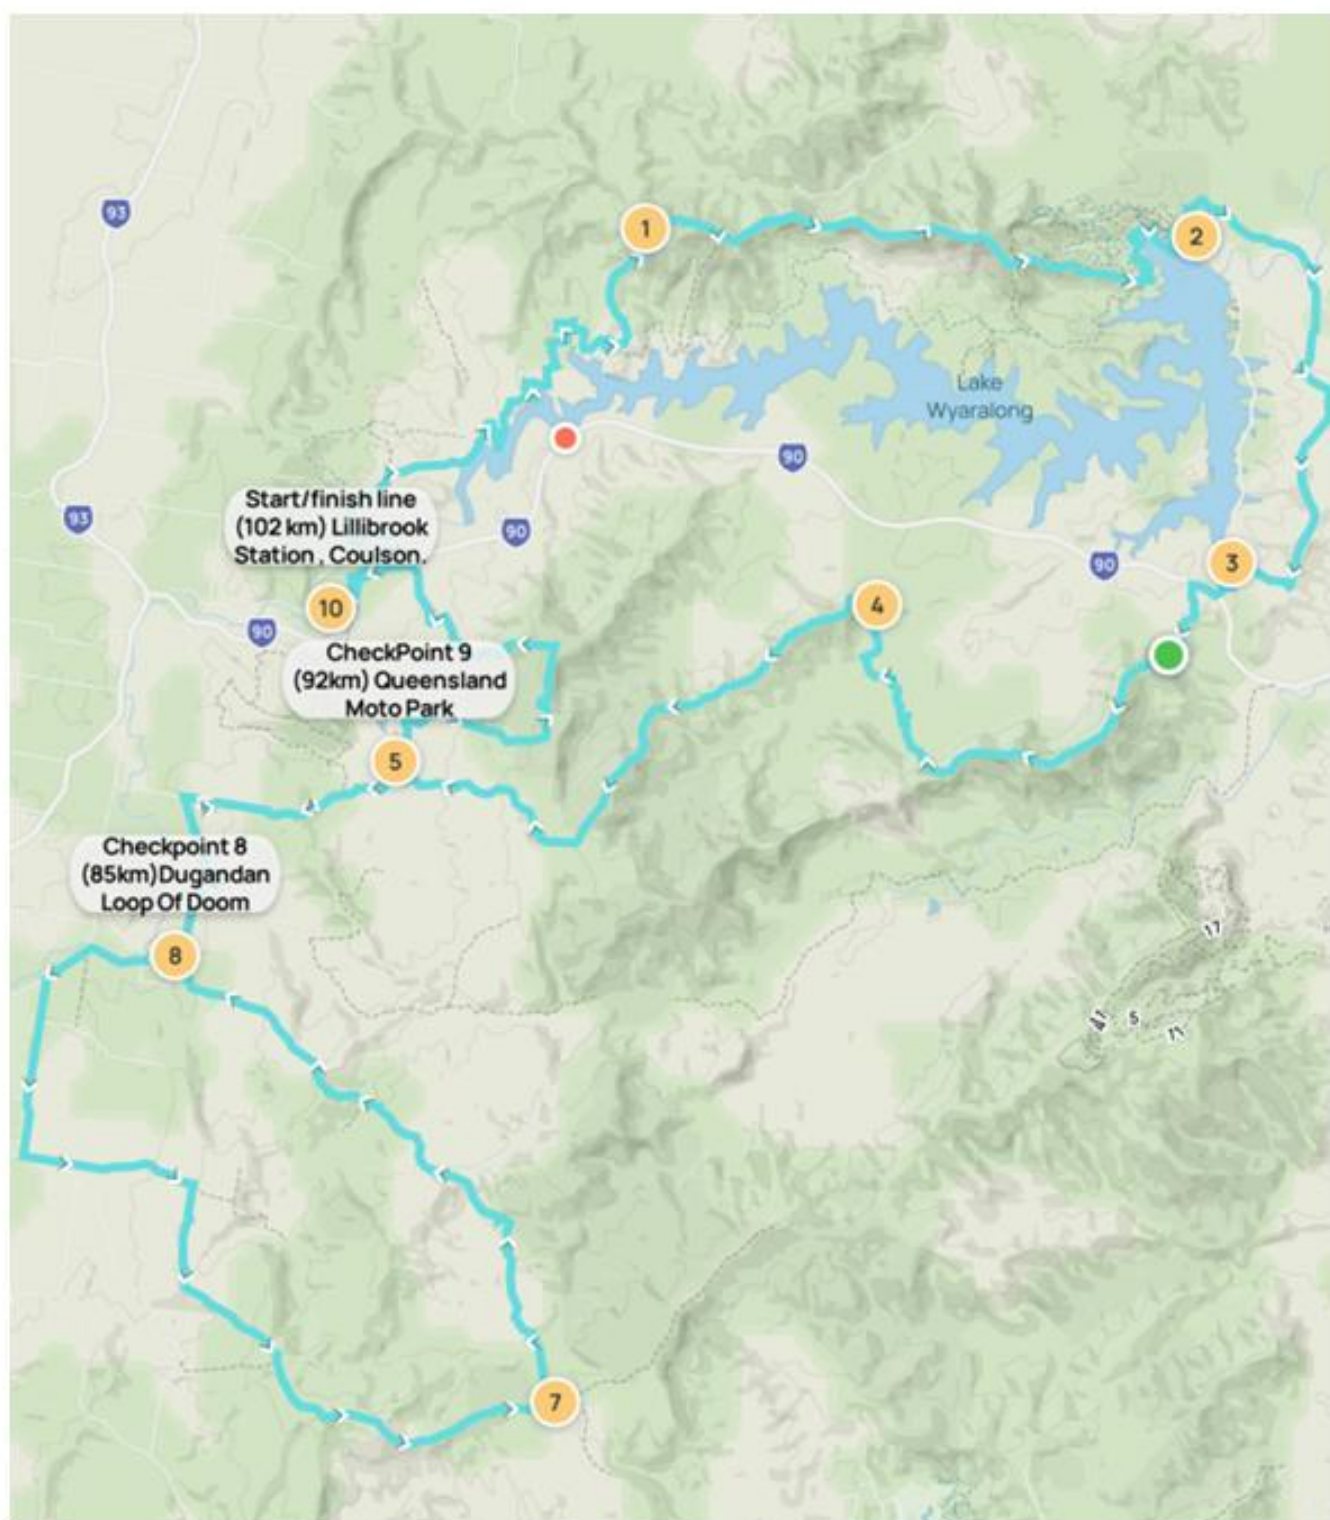 93
1
2
Lake
Wyaralong
90
93
Start/finish line
(102 km) Lillibrook
Station , Coulson.
90
90
3
10
4
90
CheckPoint 9
(92km) Queensland
Moto Park
5
Checkpoint 8
(85km)Dugandan
Loop Of Doom
17
8
5
11
7